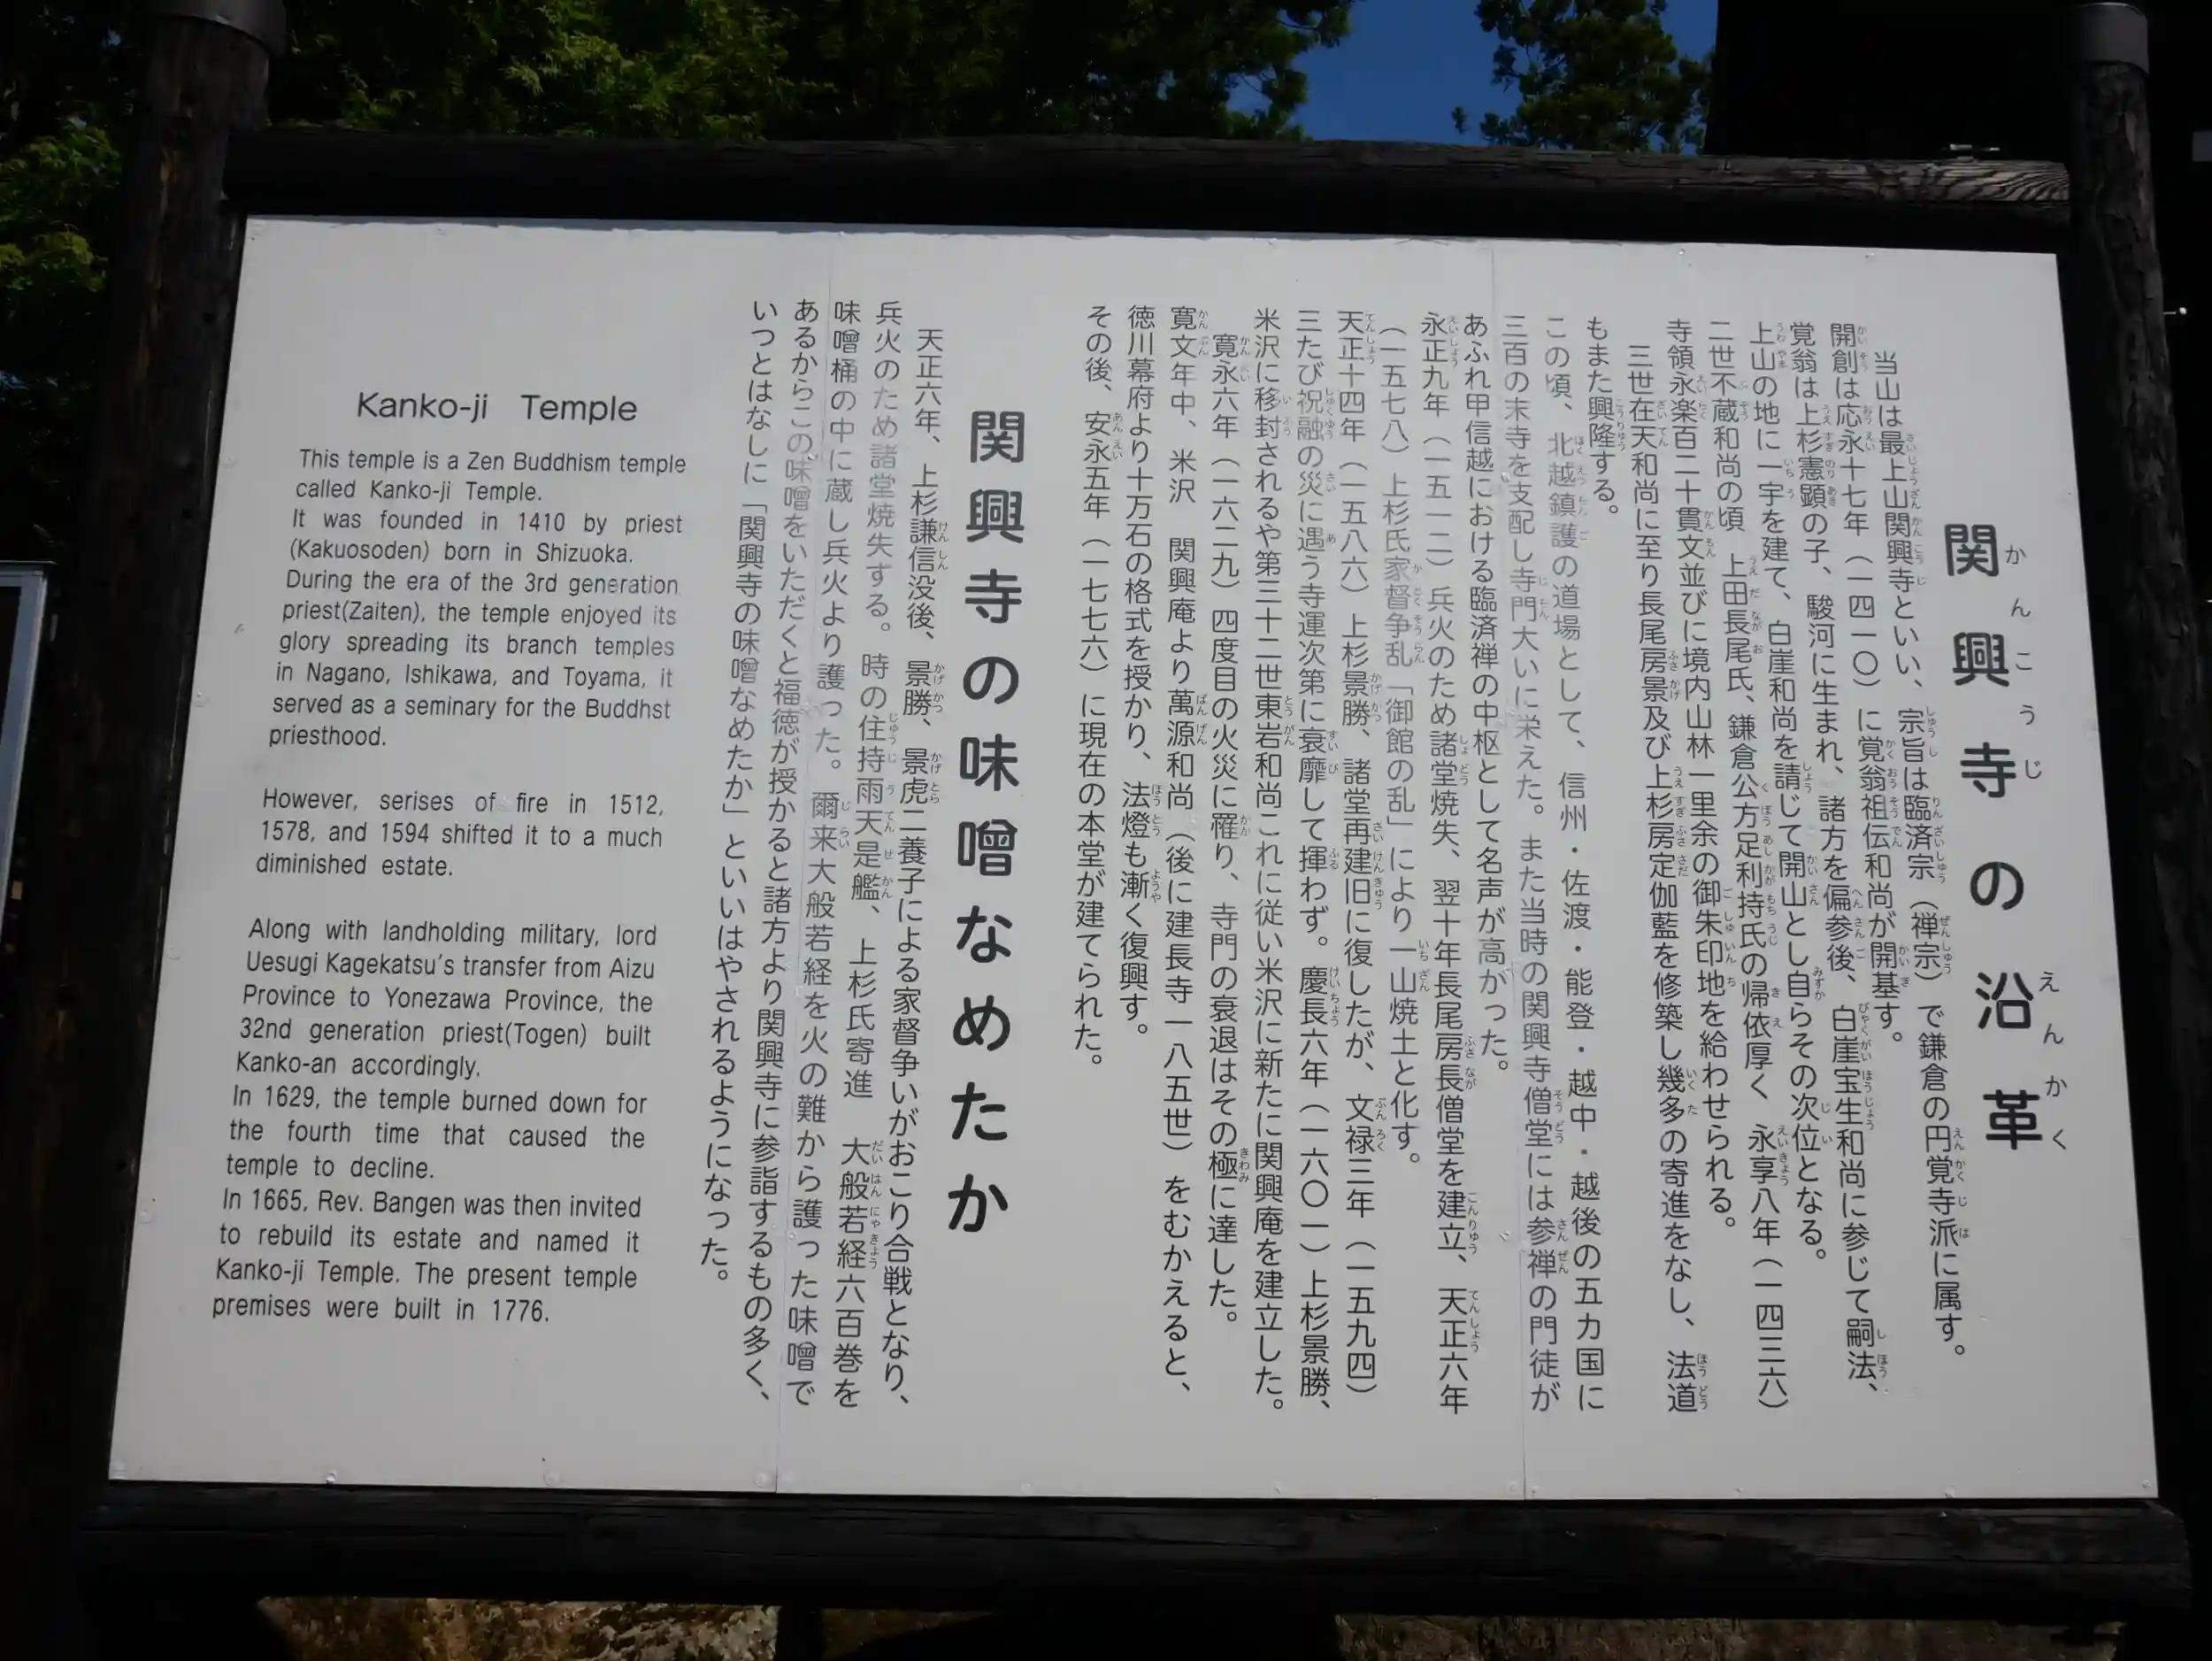 関興寺の沿革
当山は最上山関興寺といい、宗旨は臨済宗（禅宗）で鎌倉の円覚寺派に属す。
開創は応永十七年（一四一〇）に覚翁祖伝和尚が開基す。
覚翁は上杉憲顕の子、駿河に生まれ、諸方を偏参後、白崖宝生和尚に参じて嗣法、
上山の地に一宇を建て、白崖和尚を請じて開山とし自らその次位となる。
二世不蔵和尚の頃　上田長尾氏、鎌倉公方足利持氏の帰依厚く　永享八年（一四三六）
寺領永楽百二十貫文並びに境内山林一里余の御朱印地を給わせられる。
三世在天和尚に至り長尾房景及び上杉房定伽藍を修築し幾多の寄進をなし、法道
もまた興隆する。
この頃、北越鎮護の道場として、信州・佐渡・能登・越中・越後の五カ国に
三百の末寺を支配し寺門大いに栄えた。また当時の関興寺僧堂には参禅の門徒が
あふれ甲信越における臨済禅の中枢として名声が高がった。
永正九年（一五一二）兵火のため諸堂焼失、翌十年長尾房長僧堂を建立、天正六年
（一五七八）上杉氏家督争乱「御館の乱」により一山焼土と化す。
天正十四年（一五八六）上杉景勝、諸堂再建旧に復したが、文禄三年（一五九四）
三たび祝融の災に遇う寺運次第に衰靡して揮わず。慶長六年（一六〇一）上杉景勝、
米沢に移封されるや第三十二世東岩和尚これに従い米沢に新たに関興庵を建立した。
寛永六年（一六二九）四度目の火災に罹り、寺門の衰退はその極に達した。
寛文年中、米沢　関興庵より萬源和尚（後に建長寺一八五世）をむかえると、
徳川幕府より十万石の格式を授かり、法燈も漸く復興す。
その後、安永五年（一七七六）に現在の本堂が建てられた。
関興寺の味噌なめたか
天正六年、上杉謙信没後、景勝、景虎二養子による家督争いがおこり合戦となり、
兵火のため諸堂焼失する。時の住持雨天是艦、上杉氏寄進　大般若経六百巻を
味噌桶の中に蔵し兵火より護った。爾来大般若経を火の難から護った味噌で
あるからこの味噌をいただくと福徳が授かると諸方より関興寺に参詣するもの多く、
いつとはなしに「関興寺の味噌なめたか」といいはやされるようになった。
Kanko-ji Temple
This temple is a Zen Buddhism temple
called Kanko-ji Temple.
It was founded in 1410 by priest
(Kakuosoden) born in Shizuoka.
During the era of the 3rd generation
priest(Zaiten), the temple enjoyed its
glory spreading its branch temples
in Nagano, Ishikawa, and Toyama, it
served as a seminary for the Buddhst
priesthood.
However, serises of fire in 1512,
1578, and 1594 shifted it to a much
diminished estate.
Along with landholding military, lord
Uesugi Kagekatsu's transfer from Aizu
Province to Yonezawa Province, the
32nd generation priest(Togen) built
Kanko-an accordingly.
In 1629, the temple burned down for
the fourth time that caused the
temple to decline.
In 1665, Rev. Bangen was then invited
to rebuild its estate and named it
Kanko-ji Temple. The present temple
premises were built in 1776.